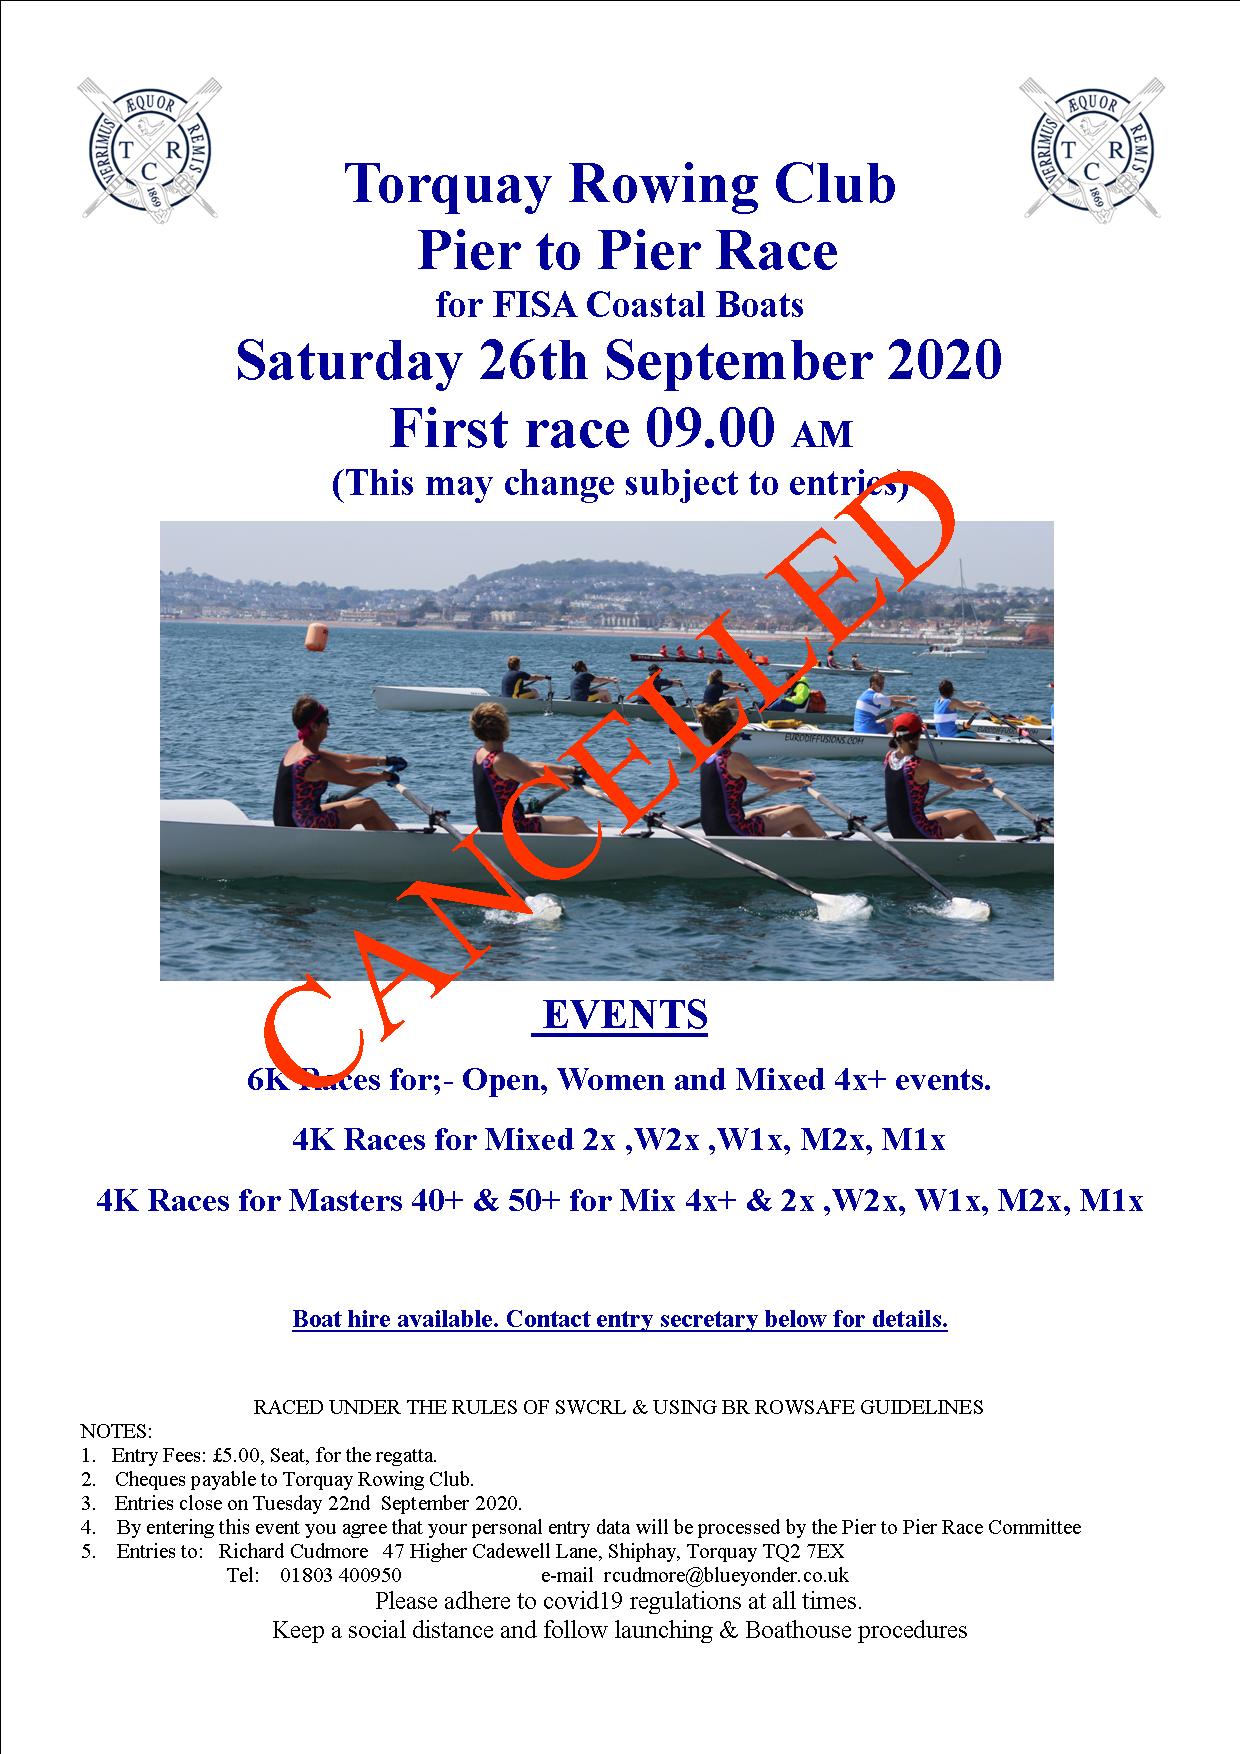 VERRIMUS ÆQUOR REMIS
T R
C
1869
VERRIMUS ÆQUOR REMIS
T R
C
1869
Torquay Rowing Club
Pier to Pier Race
for FISA Coastal Boats
Saturday 26th September 2020
First race 09.00 AM
(This may change subject to entries)
CANCELLED
EURODIFFUSIONS.COM
EVENTS
6K Races for;- Open, Women and Mixed 4x+ events.
4K Races for Mixed 2x ,W2x ,W1x, M2x, M1x
4K Races for Masters 40+ & 50+ for Mix 4x+ & 2x ,W2x, W1x, M2x, M1x
Boat hire available. Contact entry secretary below for details.
RACED UNDER THE RULES OF SWCRL & USING BR ROWSAFE GUIDELINES
NOTES:
1. Entry Fees: £5.00, Seat, for the regatta.
2. Cheques payable to Torquay Rowing Club.
3. Entries close on Tuesday 22nd September 2020.
4. By entering this event you agree that your personal entry data will be processed by the Pier to Pier Race Committee
5. Entries to: Richard Cudmore 47 Higher Cadewell Lane, Shiphay, Torquay TQ2 7EX
Tel: 01803 400950 e-mail rcudmore@blueyonder.co.uk
Please adhere to covid19 regulations at all times.
Keep a social distance and follow launching & Boathouse procedures